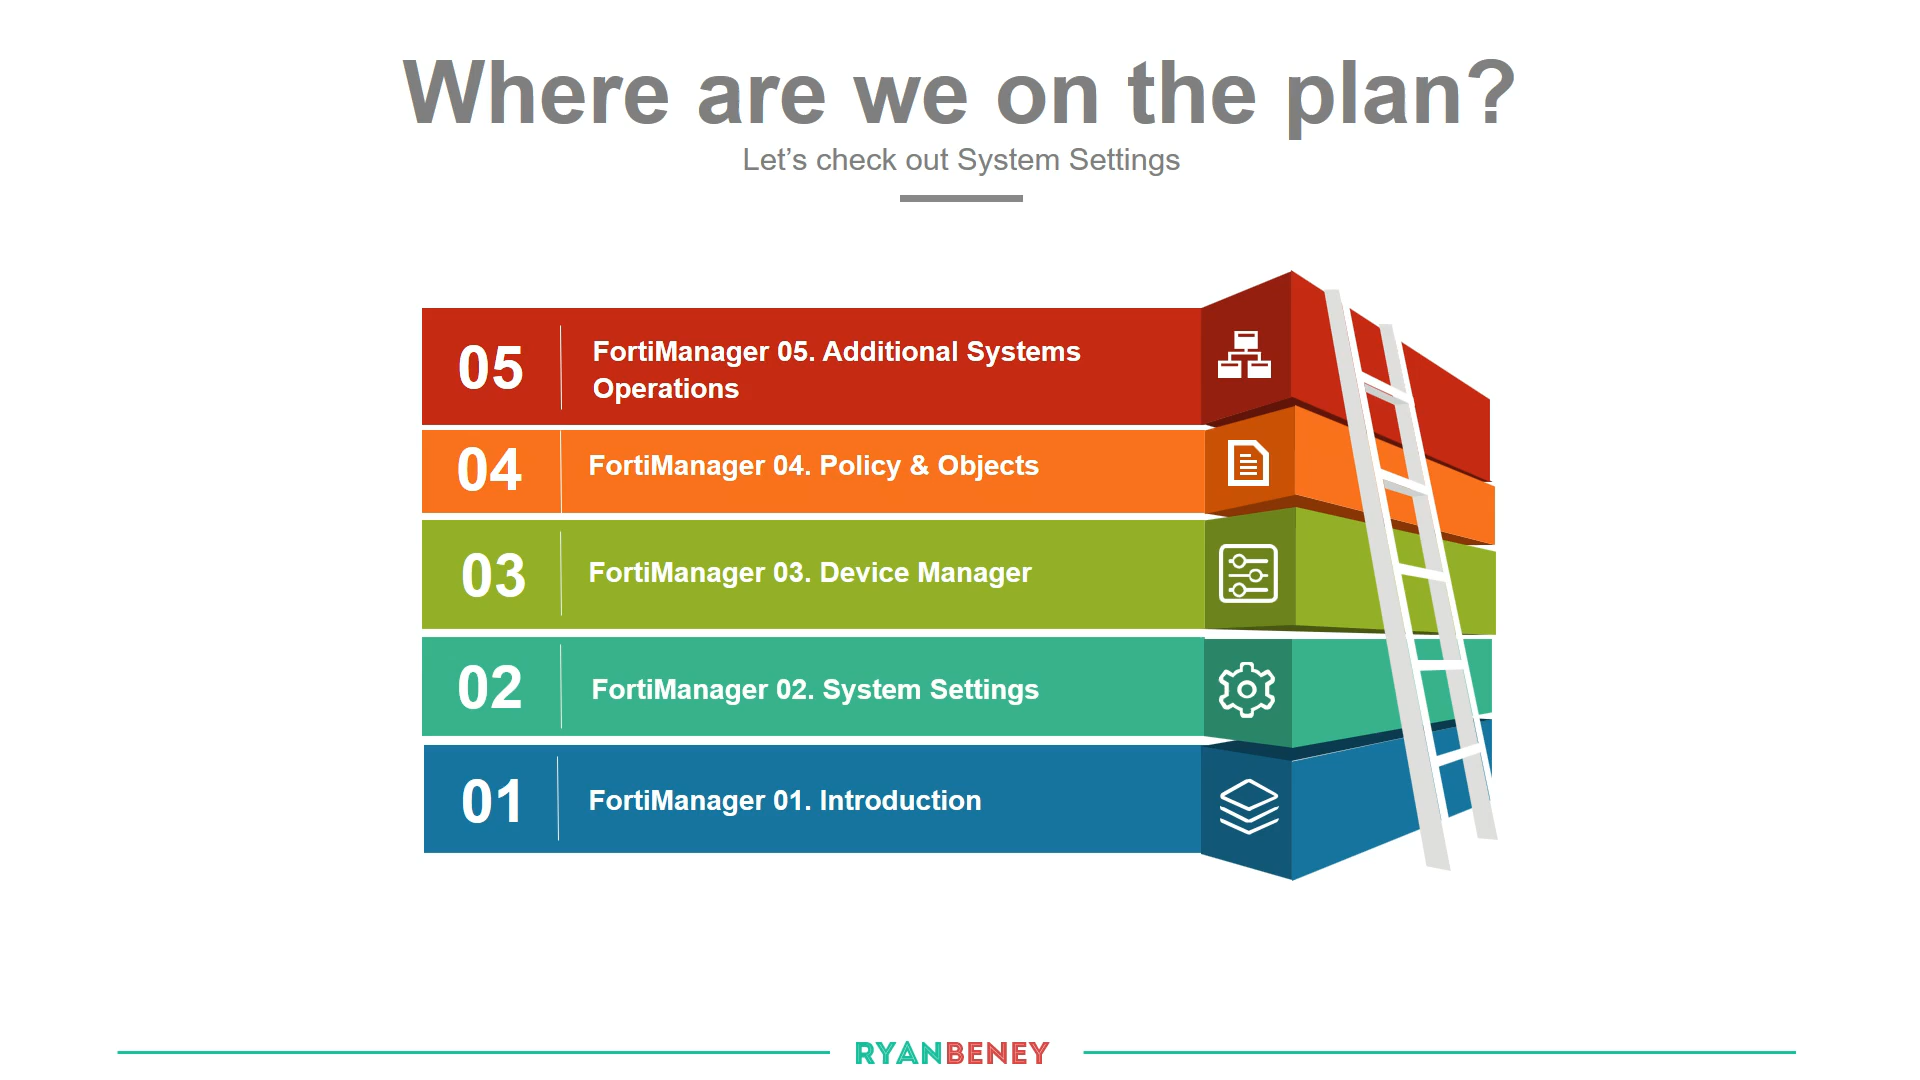 Where are we on the plan?
Let’s check out System Settings
05
FortiManager 05. Additional Systems
Operations
04
FortiManager 04. Policy & Objects
03
FortiManager 03. Device Manager
02
FortiManager 02. System Settings
01
FortiManager 01. Introduction
RYANBENEY